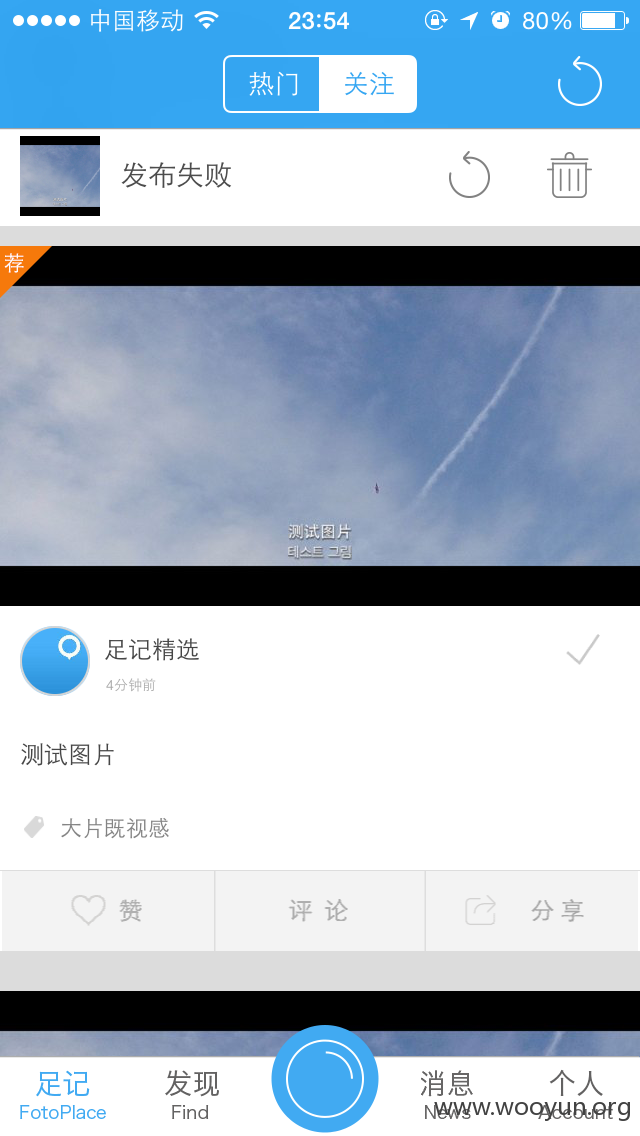 中国移动 23:54 80%
热门 关注
发布失败
荐
测试图片
테스트 그림
足记精选
4分钟前
测试图片
大片既视感
赞 评论 分享
足记 发现 消息 个人
FotoPlace Find News Account
www.wooyun.org